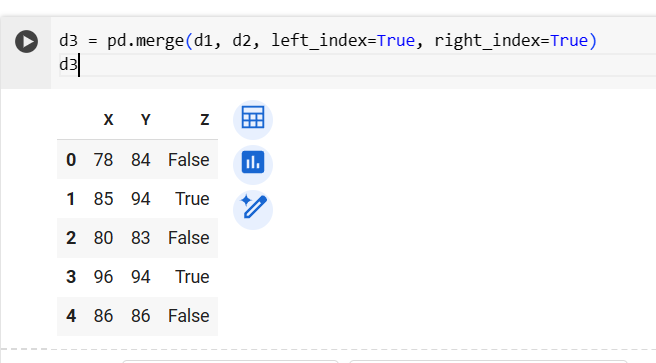 d3 = pd.merge(d1, d2, left_index=True, right_index=True)
d3
X Y Z
0 78 84 False
1 85 94 True
2 80 83 False
3 96 94 True
4 86 86 False